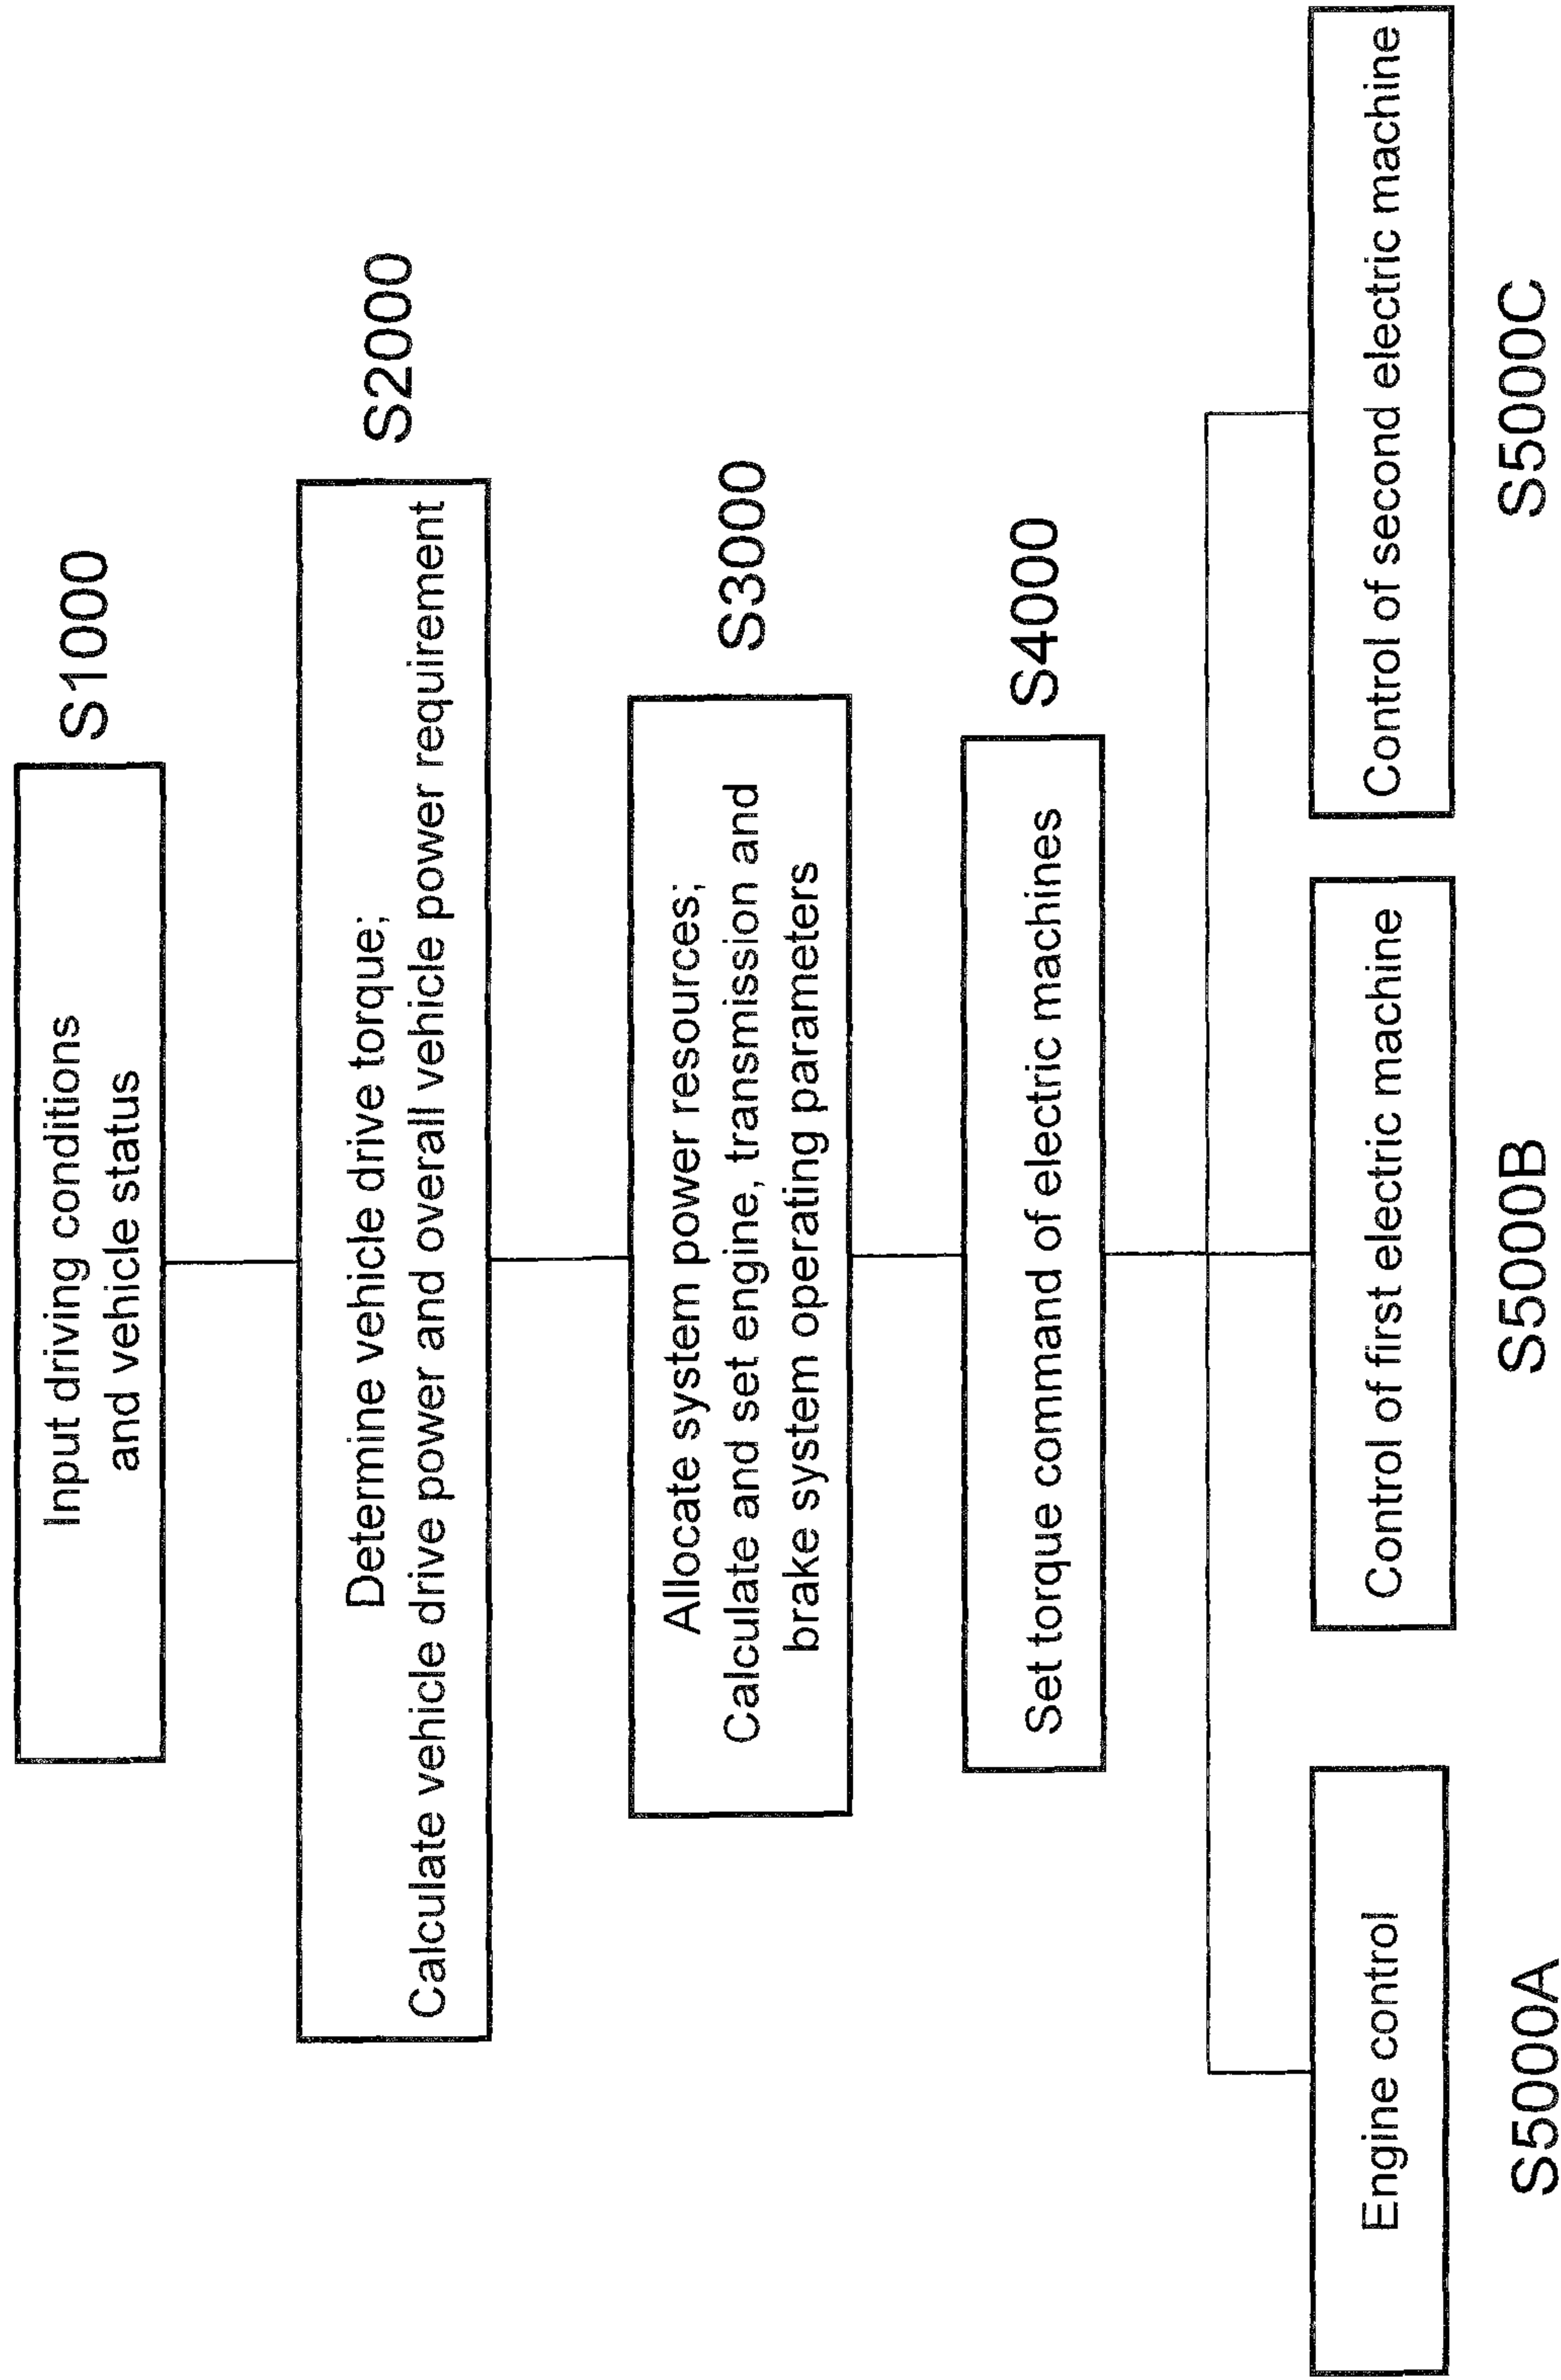 Input driving conditions
and vehicle status
S1000
Determine vehicle drive torque;
Calculate vehicle drive power and overall vehicle power requirement
S2000
Allocate system power resources;
Calculate and set engine, transmission and
brake system operating parameters
S3000
Set torque command of electric machines
S4000
Engine control
S5000A
Control of first electric machine
S5000B
Control of second electric machine
S5000C